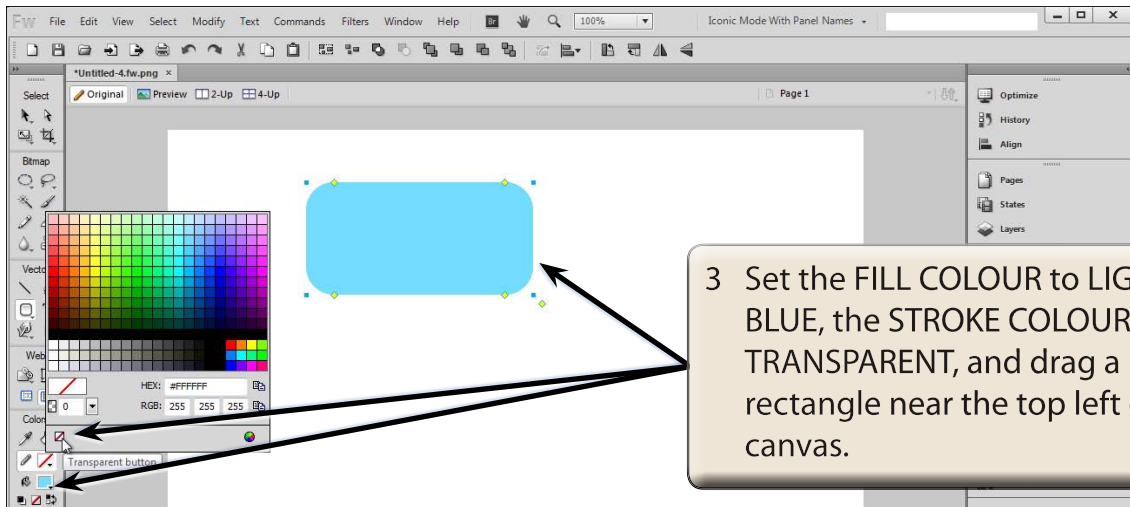 Fw File Edit View Select Modify Text Commands Filters Window Help Br 100% Iconic Mode With Panel Names
*Untitled-4.fw.png ×
Select Original Preview 2-Up 4-Up Page 1
Optimize
History
Align
Bitmap
Pages
States
Layers
Vecto
Web
HEX: #FFFFFF
0 RGB: 255 255 255
Color
Transparent button
3 Set the FILL COLOUR to LIG
BLUE, the STROKE COLOUR
TRANSPARENT, and drag a
rectangle near the top left
canvas.